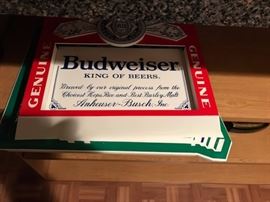 GENUINE
Budweiser
KING OF BEERS.
Brewed by our original process from the
Choicest Hops, Rice and Best Barley Malt
Anheuser-Busch, Inc.
GENUINE